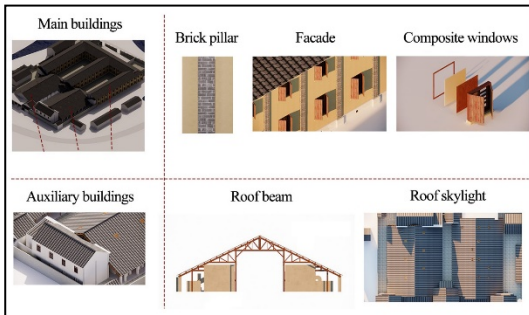 Main buildings
Brick pillar
Facade
Composite windows
Auxiliary buildings
Roof beam
Roof skylight